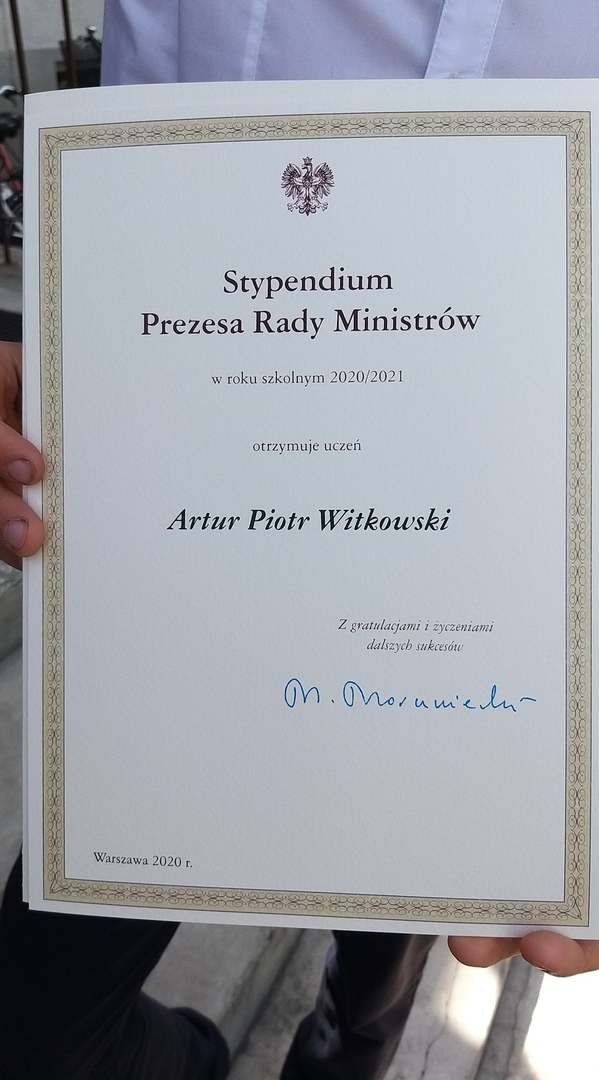 Stypendium
Prezesa Rady Ministrów
w roku szkolnym 2020/2021
otrzymuje uczeń
Artur Piotr Witkowski
Z gratulacjami i życzeniami
dalszych sukcesów
M. Morawiecki
Warszawa 2020 r.